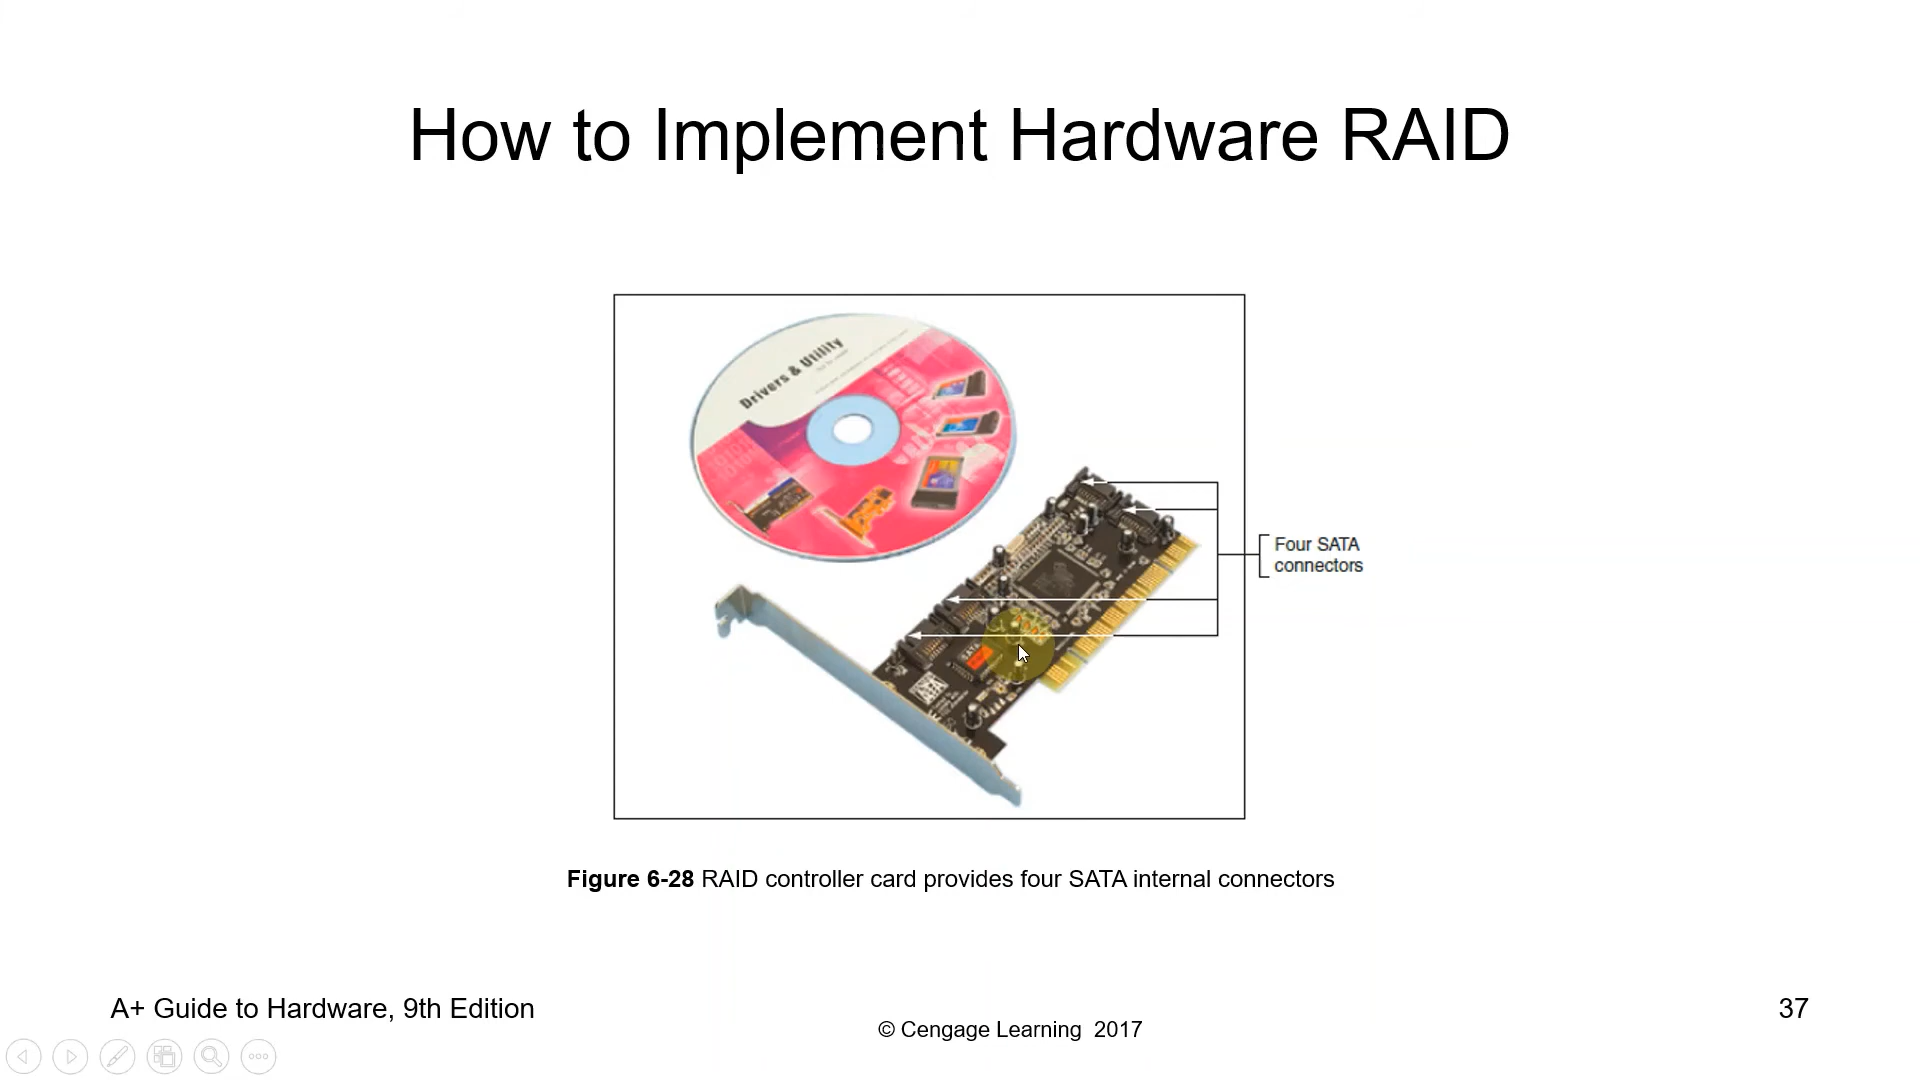 How to Implement Hardware RAID
Drivers & Utility
Four SATA
connectors
SATA
Figure 6-28 RAID controller card provides four SATA internal connectors
A+ Guide to Hardware, 9th Edition
© Cengage Learning 2017
37